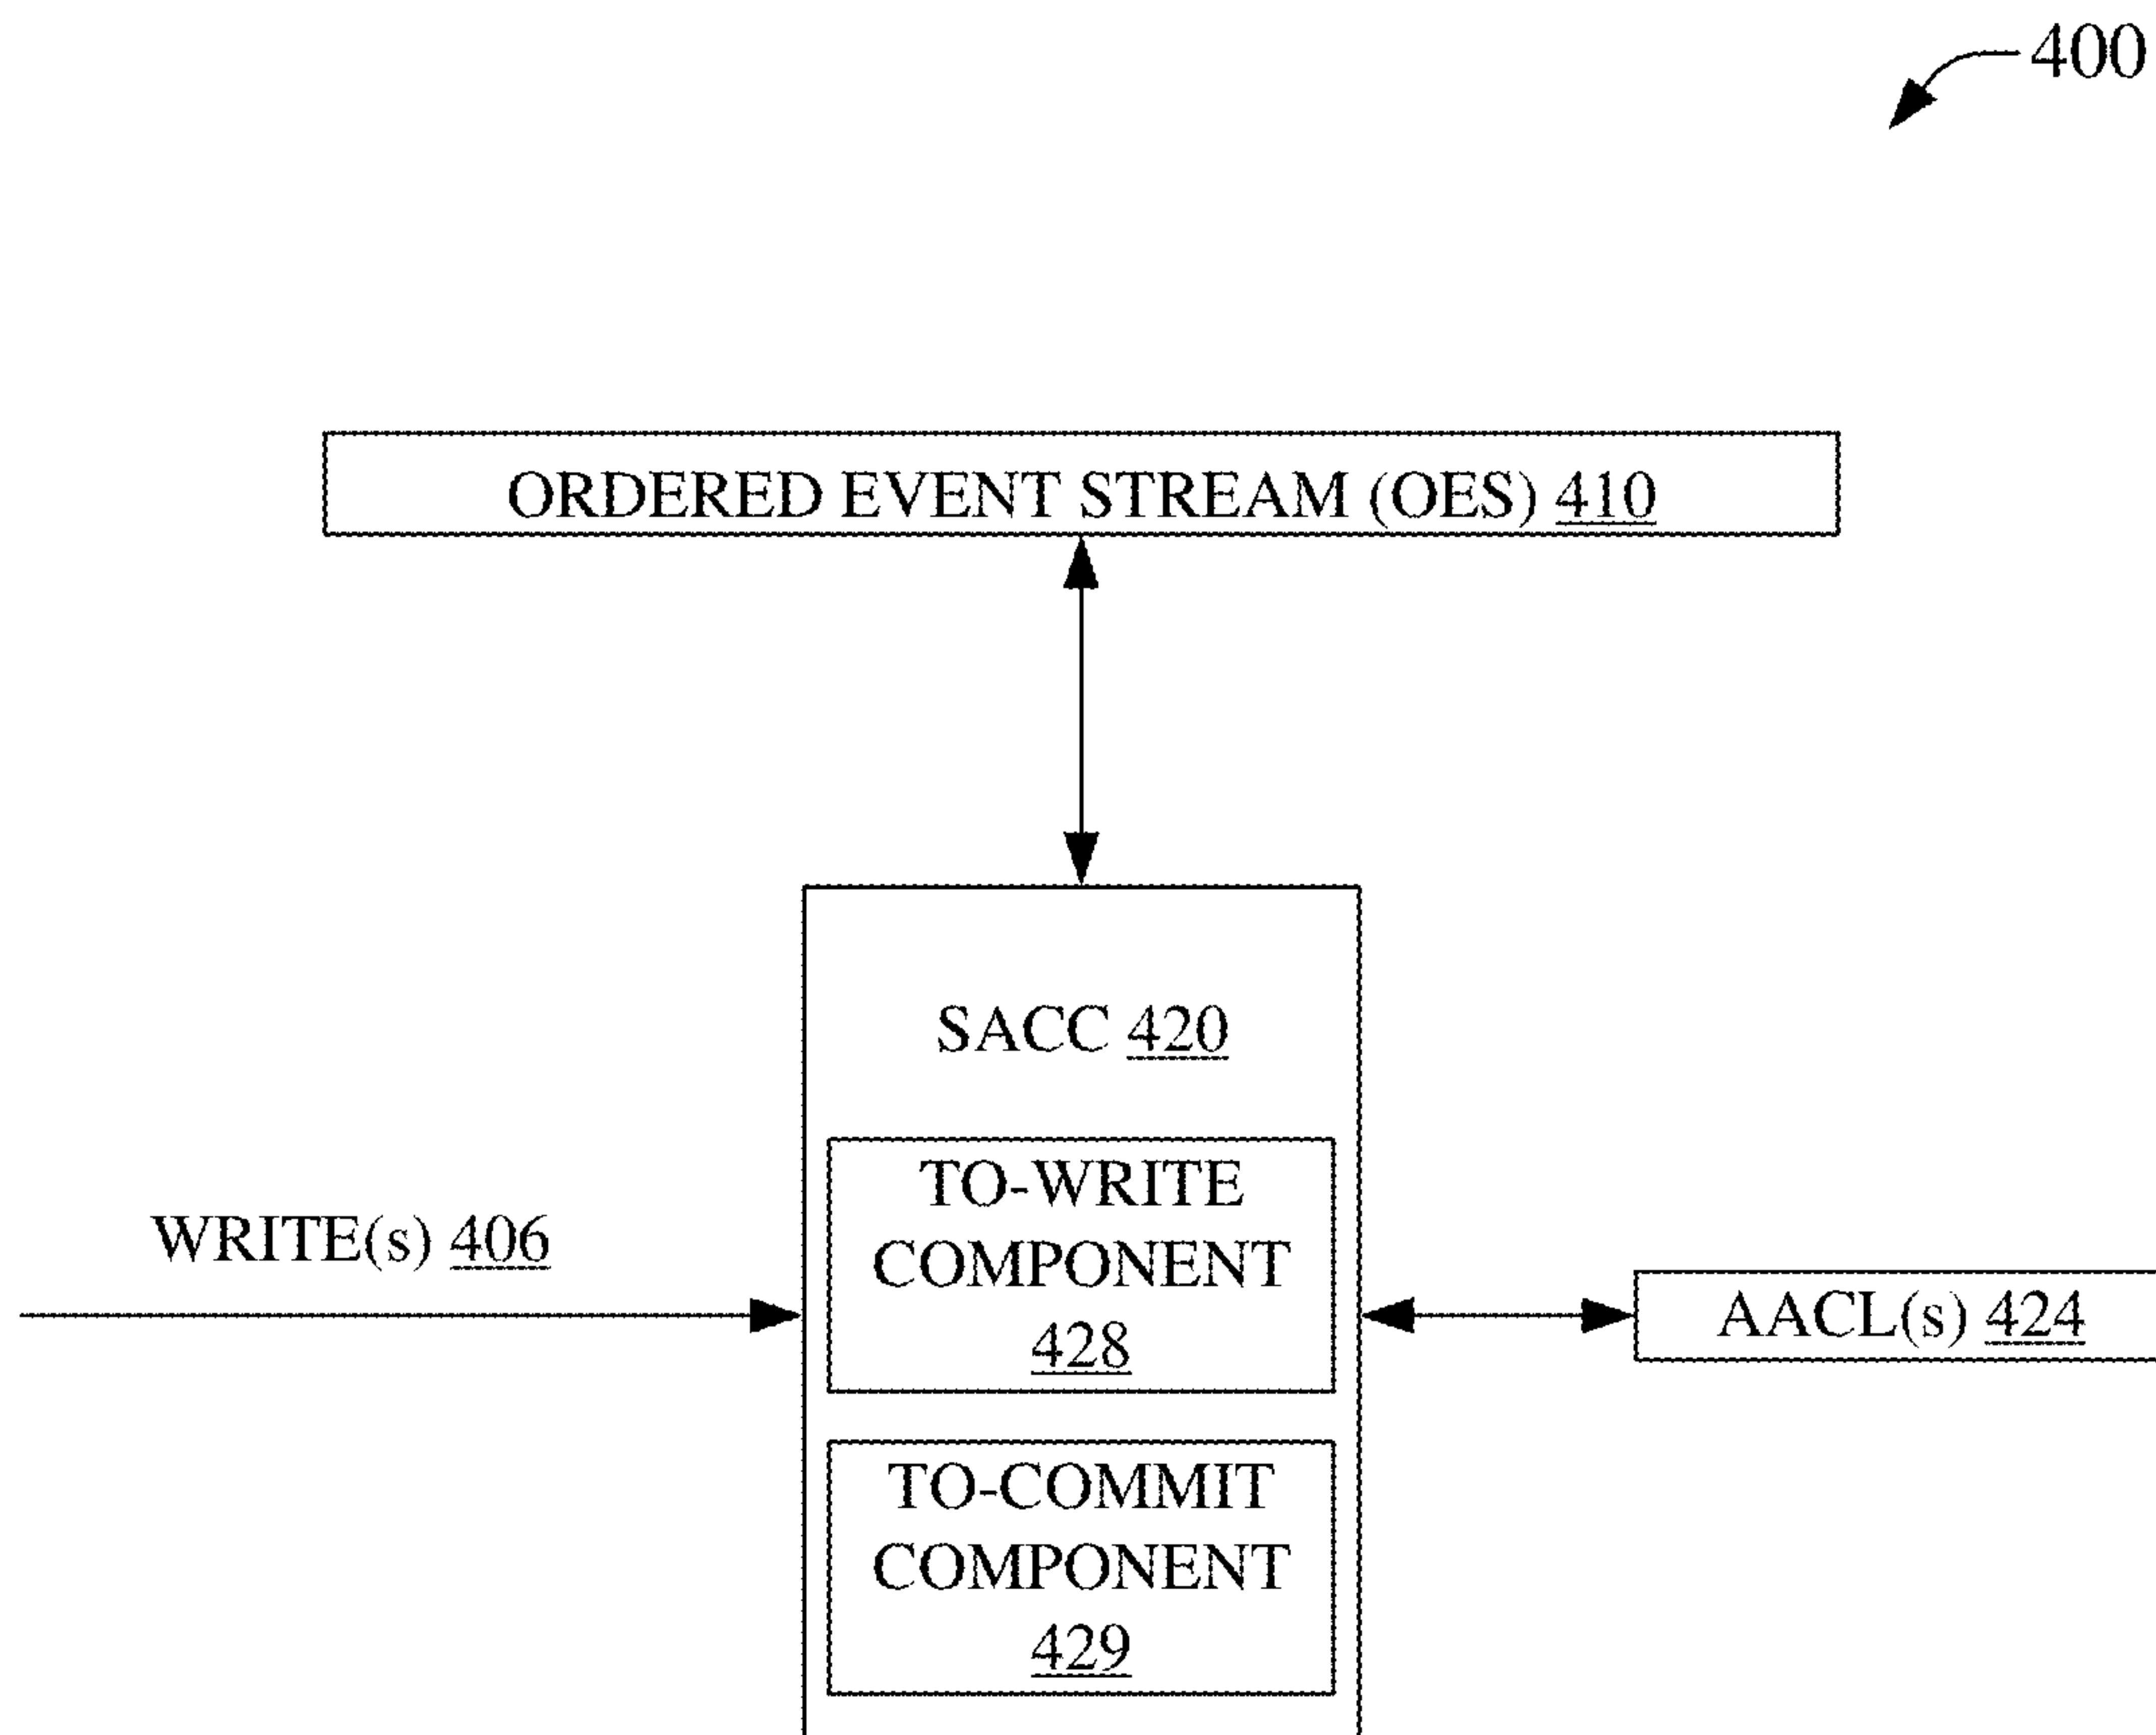 400
ORDERED EVENT STREAM (OES) 410
SACC 420
TO-WRITE
COMPONENT
428
WRITE(s) 406
AACL(s) 424
TO-COMMIT
COMPONENT
429